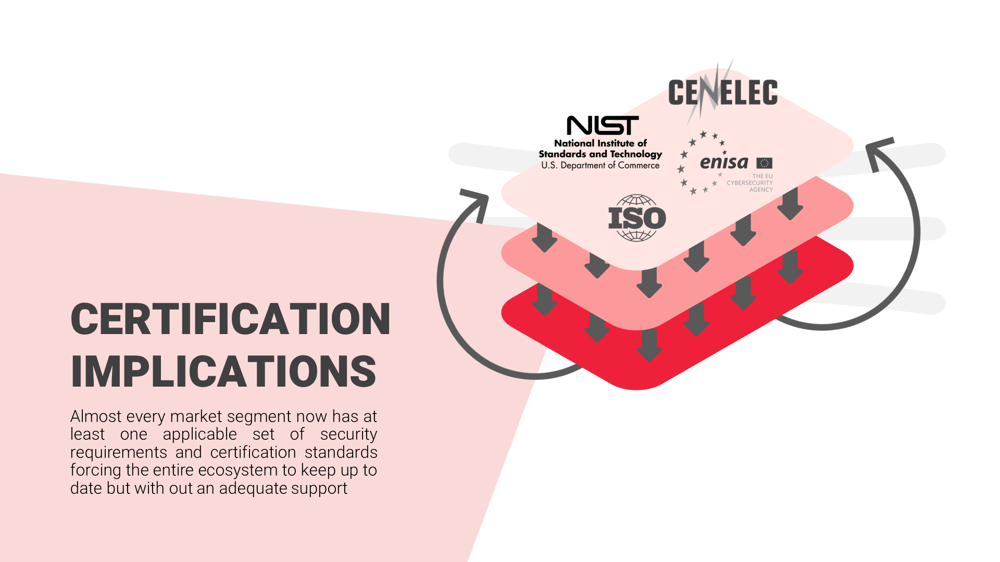 CENELEC
NIST
National Institute of
Standards and Technology
U.S. Department of Commerce
enisa
THE EU
CYBERSECURITY
AGENCY
ISO
CERTIFICATION
IMPLICATIONS
Almost every market segment now has at
least one applicable set of security
requirements and certification standards
forcing the entire ecosystem to keep up to
date but with out an adequate support